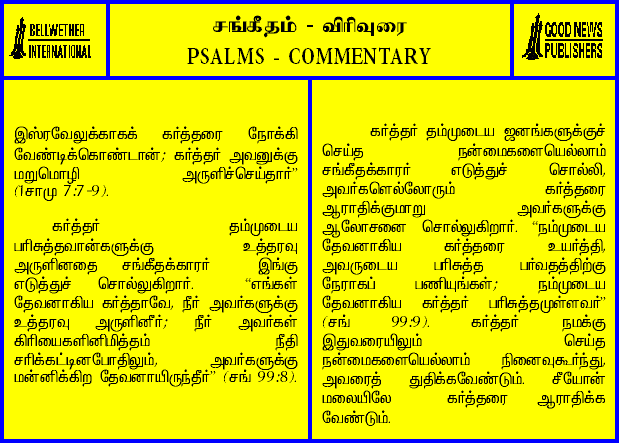 BELLWETHER
INTERNATIONAL
சங்கீதம் - விரிவுரை
PSALMS - COMMENTARY
GOOD NEWS
PUBLISHERS
இஸ்ரவேலுக்காகக் கர்த்தரை நோக்கி
வேண்டிக்கொண்டான்; கர்த்தர் அவனுக்கு
மறுமொழி அருளிச்செய்தார்"
(1சாமு 7:7-9).
கர்த்தர் தம்முடைய
பரிசுத்தவான்களுக்கு உத்தரவு
அருளினதை சங்கீதக்காரர் இங்கு
எடுத்துச் சொல்லுகிறார். "எங்கள்
தேவனாகிய கர்த்தாவே, நீர் அவர்களுக்கு
உத்தரவு அருளினீர்; நீர் அவர்கள்
கிரியைகளினிமித்தம் நீதி
சரிக்கட்டினபோதிலும், அவர்களுக்கு
மன்னிக்கிற தேவனாயிருந்தீர்" (சங் 99:8).
கர்த்தர் தம்முடைய ஜனங்களுக்குச்
செய்த நன்மைகளையெல்லாம்
சங்கீதக்காரர் எடுத்துச் சொல்லி,
அவர்களெல்லோரும் கர்த்தரை
ஆராதிக்குமாறு அவர்களுக்கு
ஆலோசனை சொல்லுகிறார். "நம்முடைய
தேவனாகிய கர்த்தரை உயர்த்தி,
அவருடைய பரிசுத்த பர்வதத்திற்கு
நேராகப் பணியுங்கள்; நம்முடைய
தேவனாகிய கர்த்தர் பரிசுத்தமுள்ளவர்"
(சங் 99:9). கர்த்தர் நமக்கு
இதுவரையிலும் செய்த
நன்மைகளையெல்லாம் நினைவுகூர்ந்து,
அவரைத் துதிக்கவேண்டும். சீயோன்
மலையிலே கர்த்தரை ஆராதிக்க
வேண்டும்.